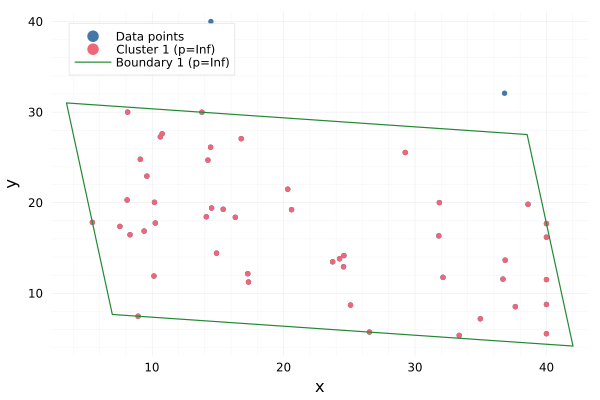 40
30
20
10
y
Data points
Cluster 1 (p=Inf)
Boundary 1 (p=Inf)
10 20 30 40
x